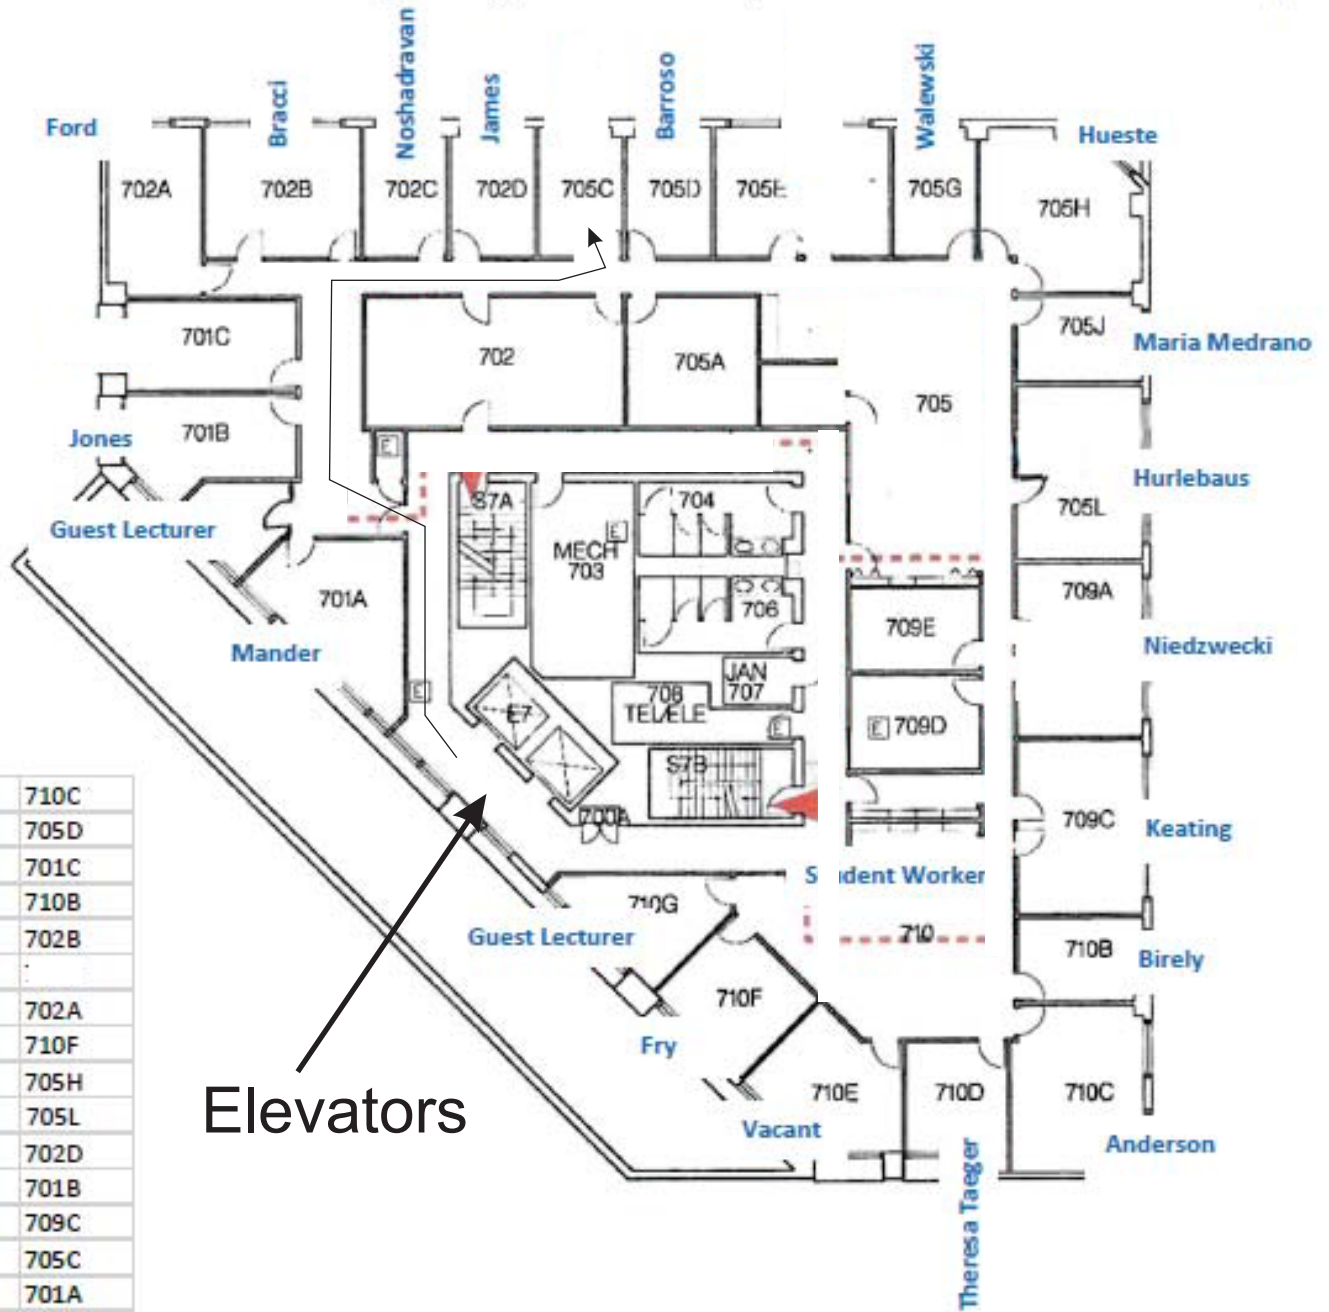 Noshadravan
Bracci
James
Barroso
Walewski
Ford
Hueste
702A
702B
702C
702D
705C
705D
705E
705G
705H
701C
702
705A
705
705J
Maria Medrano
Jones
701B
E
Hurlebaus
705L
Guest Lecturer
S7A
MECH
703
E
704
706
701A
709E
709A
Mander
Niedzwecki
JAN
707
708
TELÆLE
E
E7
E
E
709D
S7B
700A
709C
Keating
Student Worker
710G
Guest Lecturer
710
710B
Birely
710F
Fry
Elevators
710E
710D
710C
Vacant
Anderson
Theresa Taeger
710C
705D
701C
710B
702B
:
702A
710F
705H
705L
702D
701B
709C
705C
701A